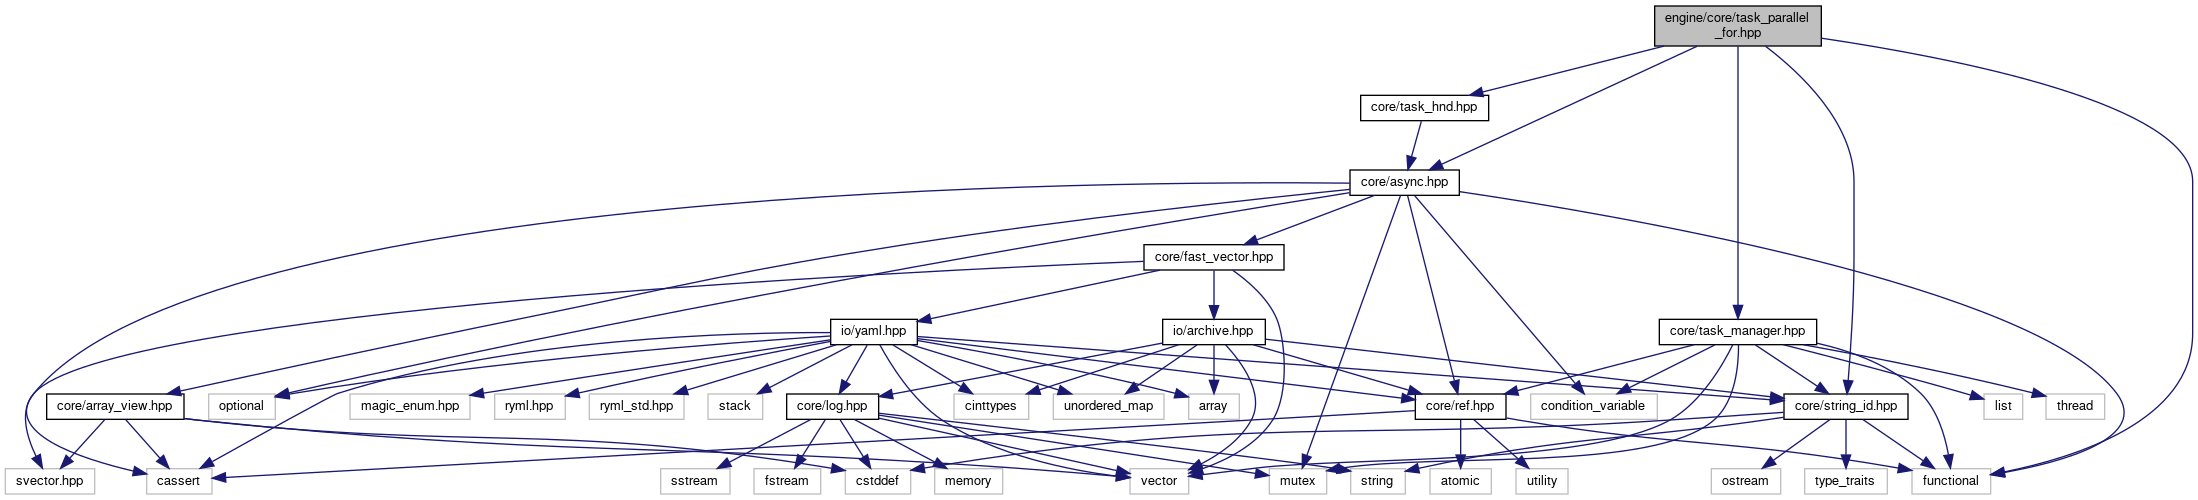 engine/core/task_parallel
_for.hpp
core/task_hnd.hpp
core/async.hpp
core/fast_vector.hpp
io/yaml.hpp
io/archive.hpp
core/task_manager.hpp
core/array_view.hpp
optional
magic_enum.hpp
ryml.hpp
ryml_std.hpp
stack
core/log.hpp
cinttypes
unordered_map
array
core/ref.hpp
condition_variable
core/string_id.hpp
list
thread
svector.hpp
cassert
sstream
fstream
cstddef
memory
vector
mutex
string
atomic
utility
ostream
type_traits
functional